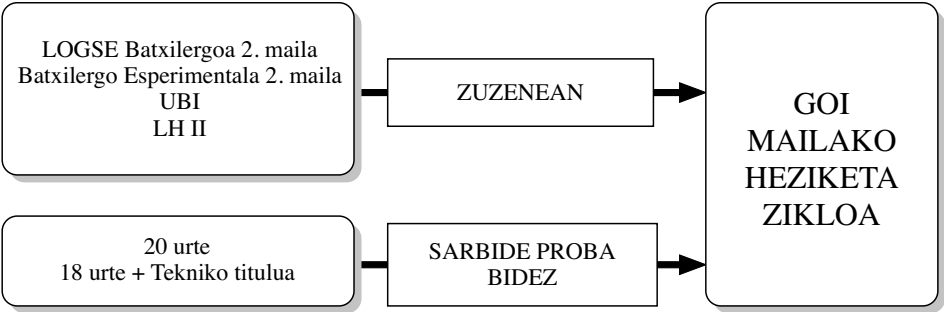 LOGSE Batxilergoa 2. maila
Batxilergo Esperimentala 2. maila
UBI
LH II
ZUZENEAN
GOI
MAILAKO
HEZIKETA
ZIKLOA
20 urte
18 urte + Tekniko titulua
SARBIDE PROBA
BIDEZ